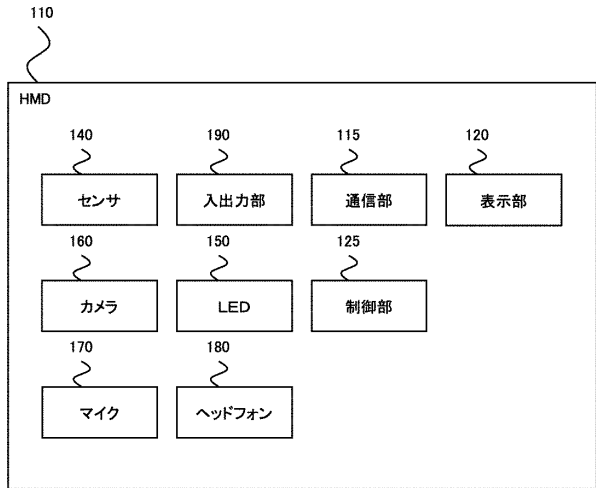 110
HMD
140 190 115 120
センサ 入出力部 通信部 表示部
160 150 125
カメラ LED 制御部
170 180
マイク ヘッドフォン